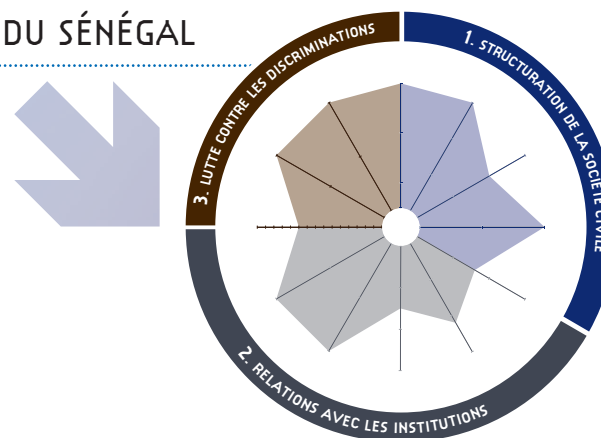 DU SÉNÉGAL
1. STRUCTURATION DE LA SOCIÉTÉ CIVILE
2. RELATIONS AVEC LES INSTITUTIONS
3. LUTTE CONTRE LES DISCRIMINATIONS